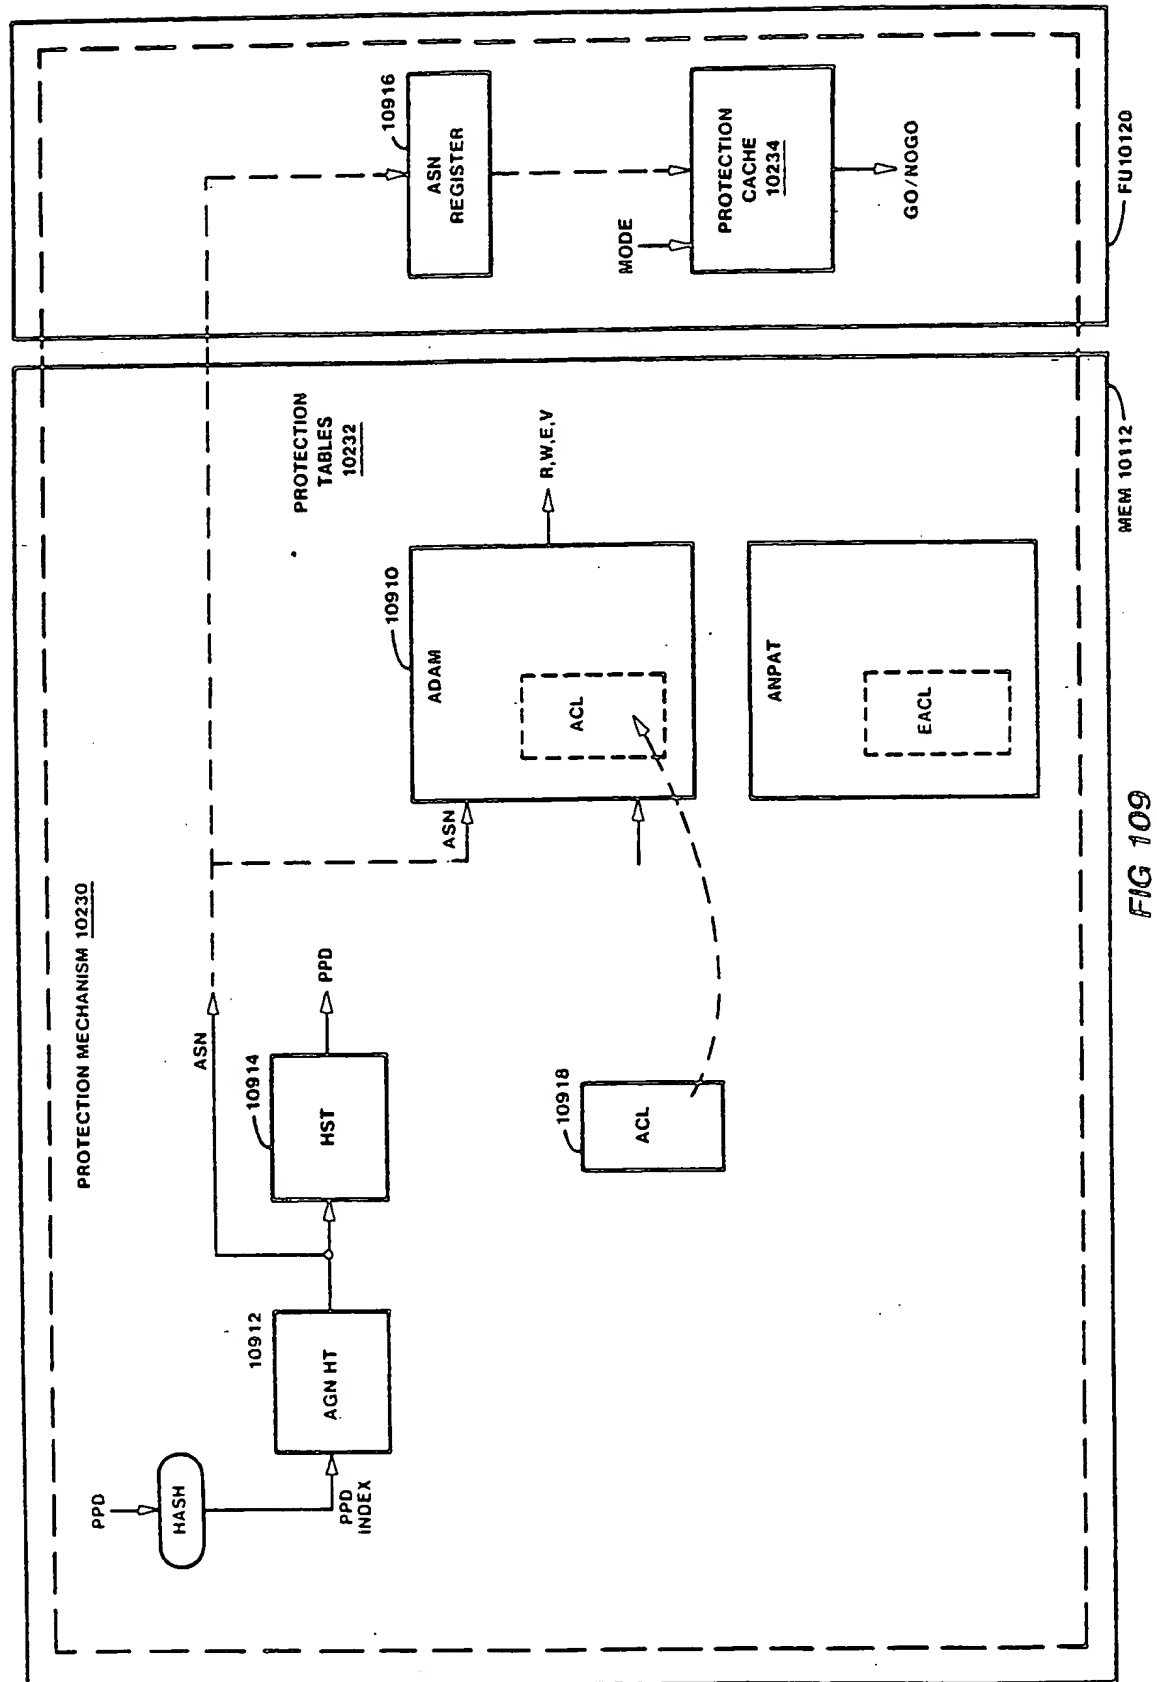 PROTECTION MECHANISM 10230
PPD
HASH
PPD
INDEX
10912
AGN HT
ASN
10914
HST
PPD
10918
ACL
PROTECTION
TABLES
10232
ASN
10910
ADAM
ACL
R,W,E,V
ANPAT
EACL
MEM 10112
10916
ASN
REGISTER
MODE
PROTECTION
CACHE
10234
GO/NOGO
FU10120
FIG 109